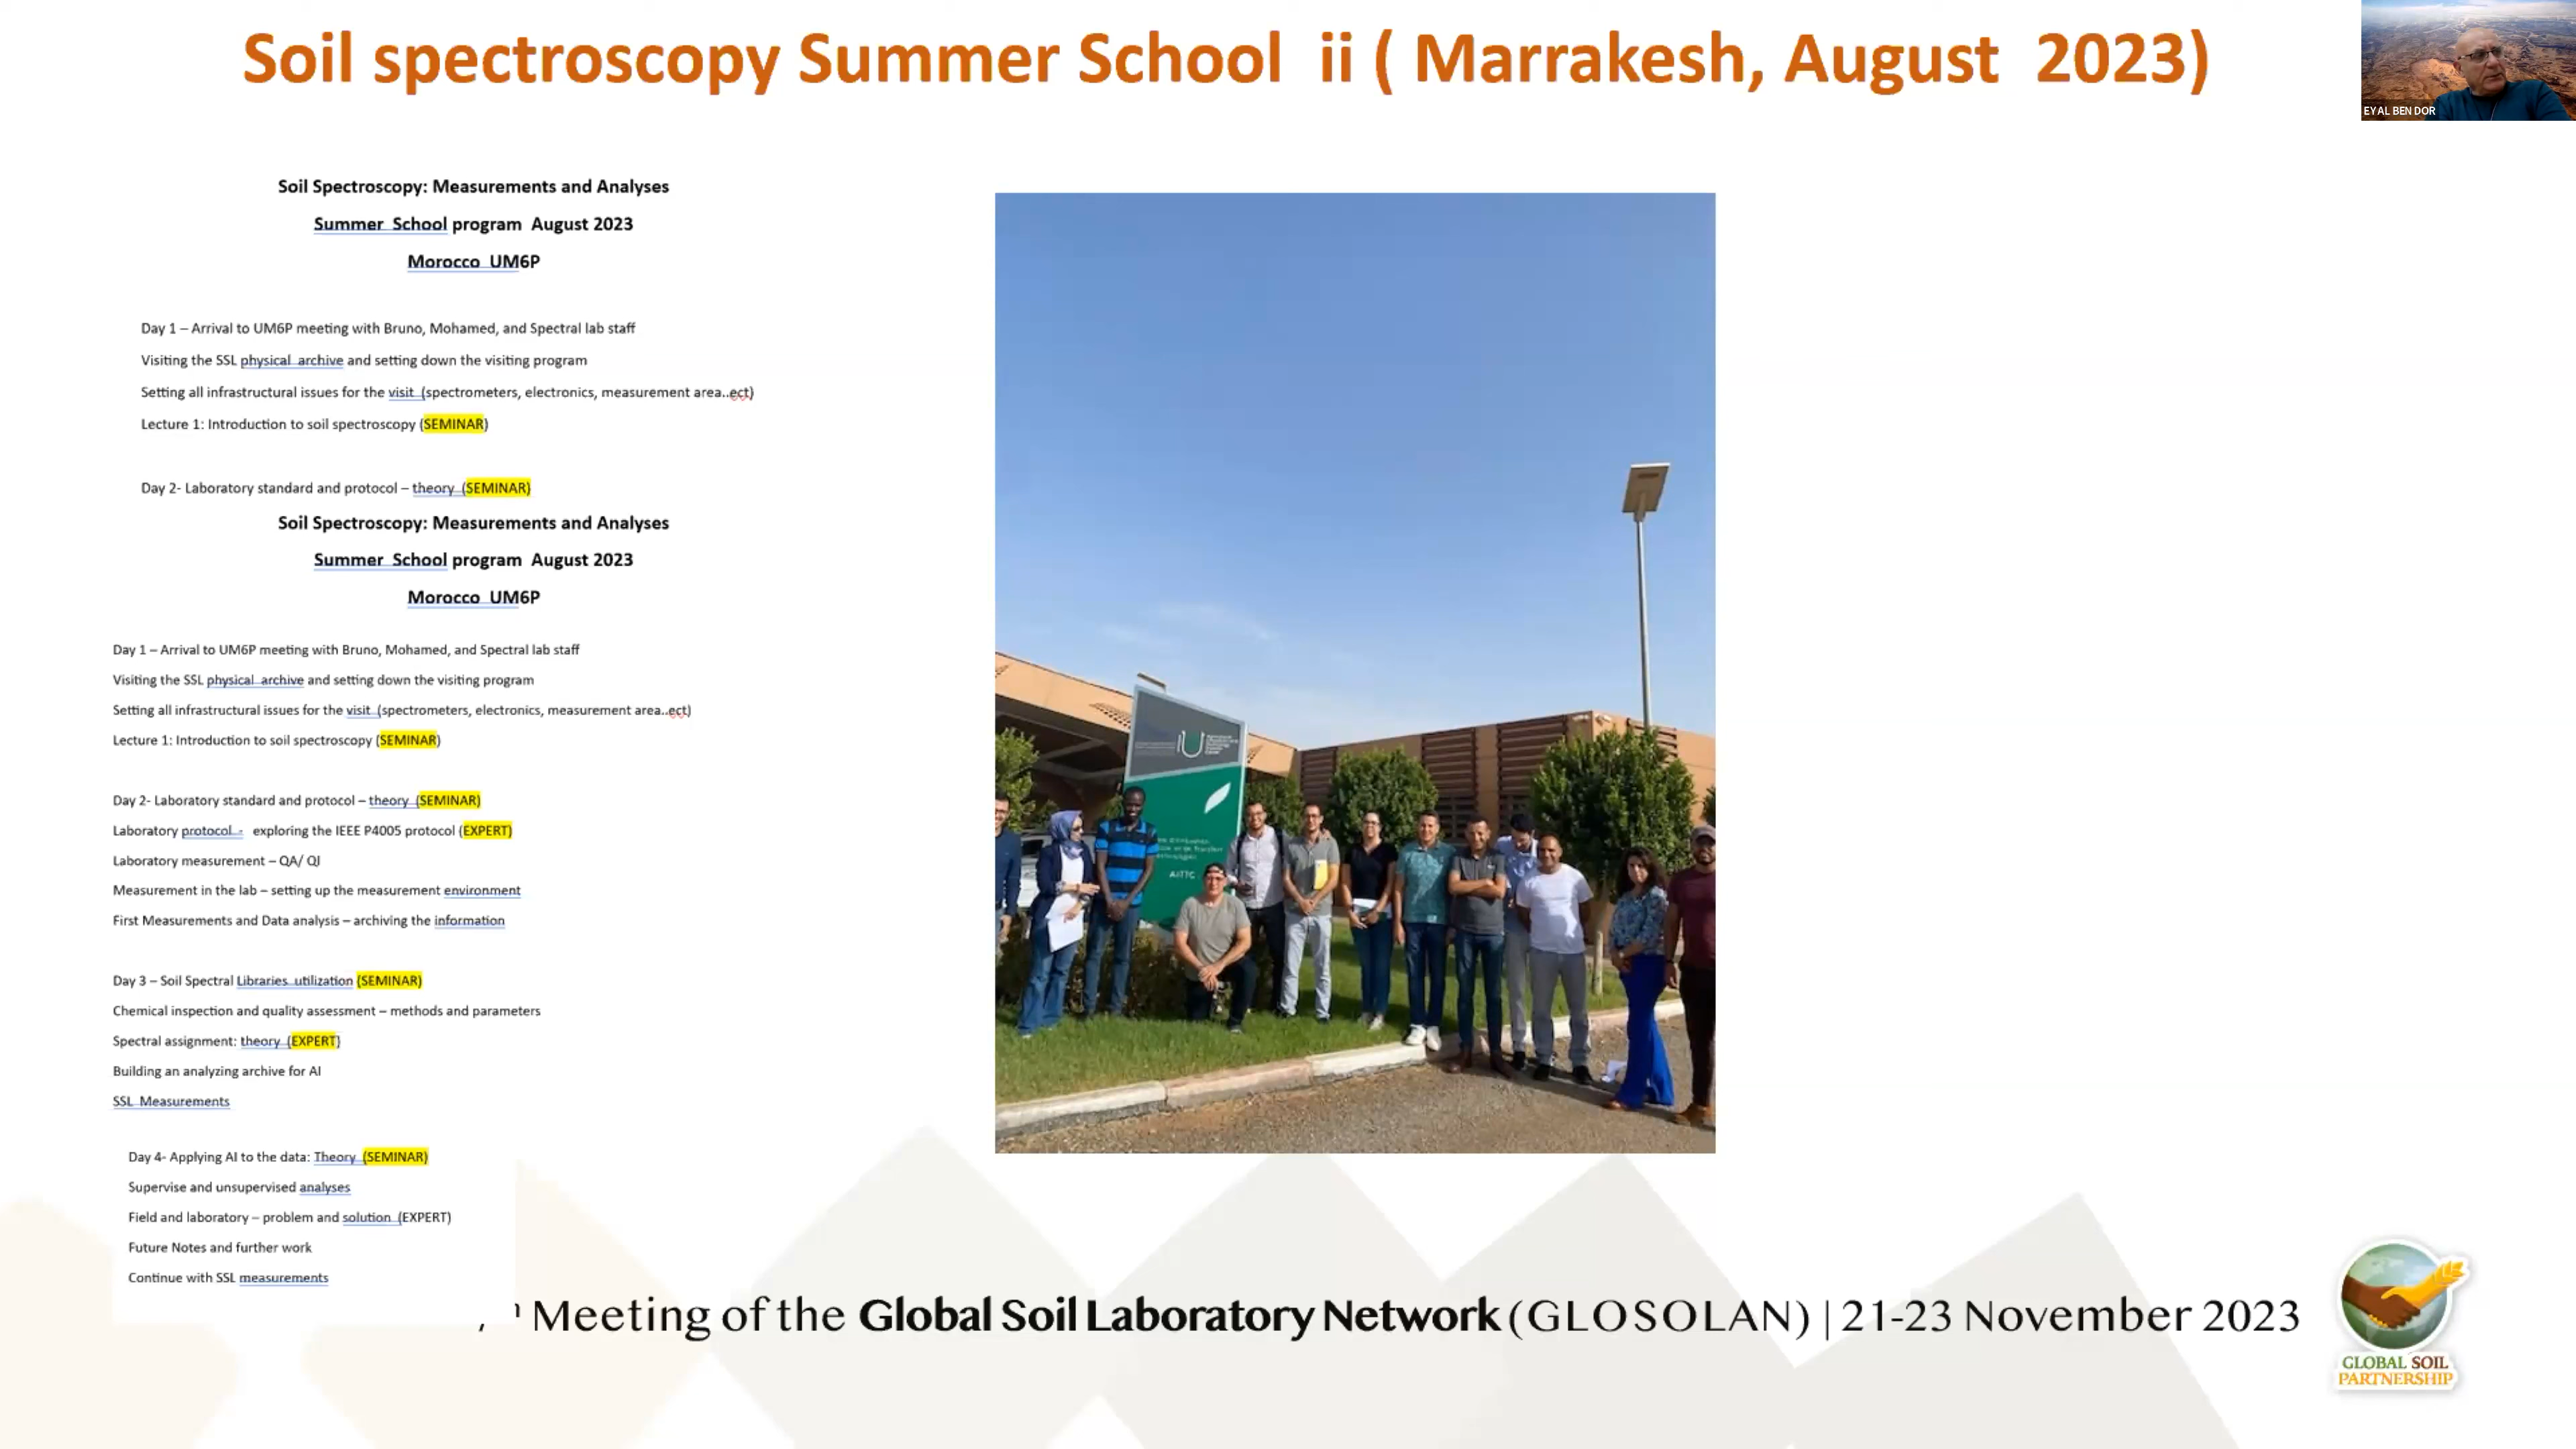 Soil spectroscopy Summer School ii ( Marrakesh, August 2023)
EYAL BEN DOR
Soil Spectroscopy: Measurements and Analyses
Summer School program August 2023
Morocco UM6P
Day 1 – Arrival to UM6P meeting with Bruno, Mohamed, and Spectral lab staff
Visiting the SSL physical archive and setting down the visiting program
Setting all infrastructural issues for the visit (spectrometers, electronics, measurement area..ect)
Lecture 1: Introduction to soil spectroscopy (SEMINAR)
Day 2- Laboratory standard and protocol – theory (SEMINAR)
Soil Spectroscopy: Measurements and Analyses
Summer School program August 2023
Morocco UM6P
Day 1 – Arrival to UM6P meeting with Bruno, Mohamed, and Spectral lab staff
Visiting the SSL physical archive and setting down the visiting program
Setting all infrastructural issues for the visit (spectrometers, electronics, measurement area..ect)
Lecture 1: Introduction to soil spectroscopy (SEMINAR)
Day 2- Laboratory standard and protocol – theory (SEMINAR)
Laboratory protocol - exploring the IEEE P4005 protocol (EXPERT)
Laboratory measurement – QA/ QI
Measurement in the lab – setting up the measurement environment
First Measurements and Data analysis – archiving the information
Day 3 – Soil Spectral Libraries utilization (SEMINAR)
Chemical inspection and quality assessment – methods and parameters
Spectral assignment: theory (EXPERT)
Building an analyzing archive for AI
SSL Measurements
Day 4- Applying AI to the data: Theory (SEMINAR)
Supervise and unsupervised analyses
Field and laboratory – problem and solution (EXPERT)
Future Notes and further work
Continue with SSL measurements
AITTC
Meeting of the Global Soil Laboratory Network (GLOSOLAN) | 21-23 November 2023
GLOBAL SOIL
PARTNERSHIP